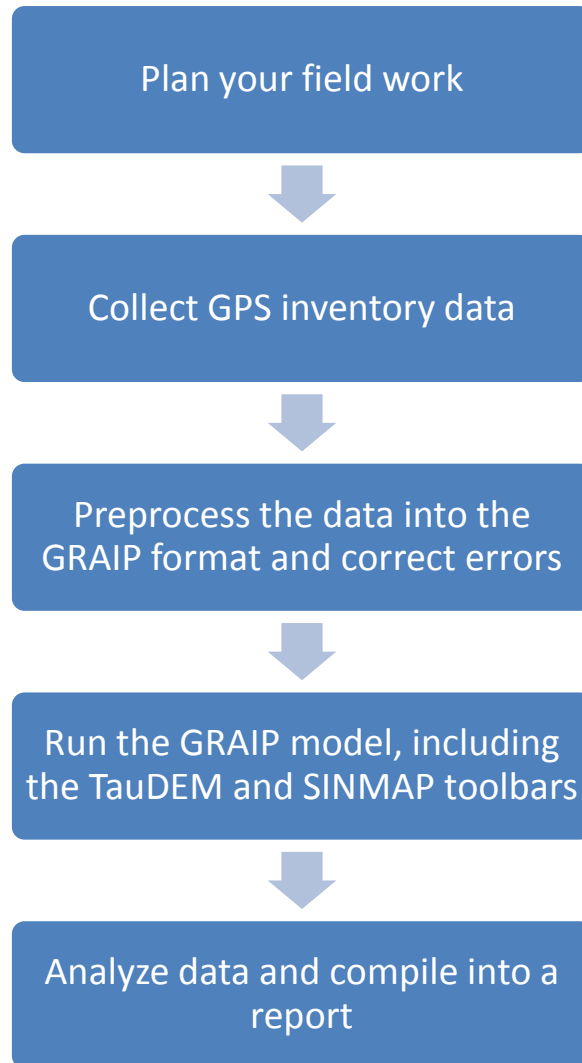 Plan your field work
Collect GPS inventory data
Preprocess the data into the
GRAIP format and correct errors
Run the GRAIP model, including
the TauDEM and SINMAP toolbars
Analyze data and compile into a
report